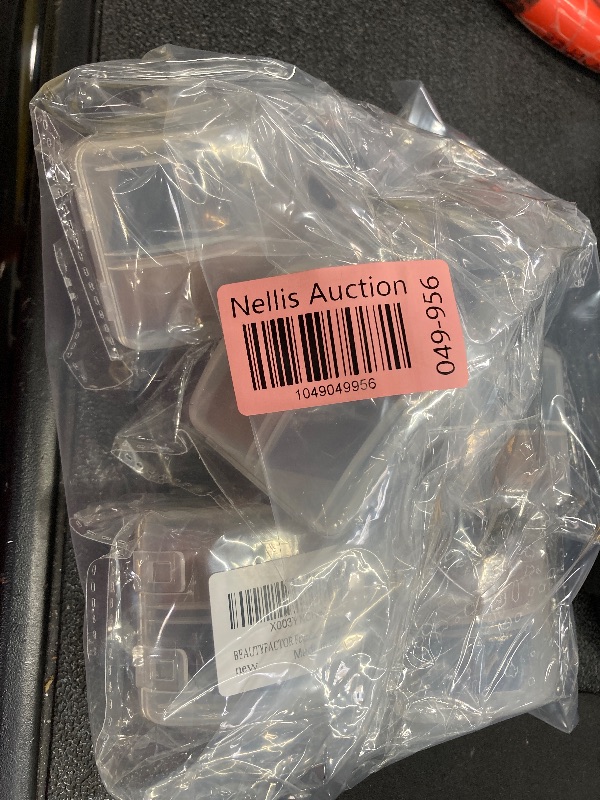 Nellis Auction
049-956
1049049956
X003
BEAUTYFACTOR
new